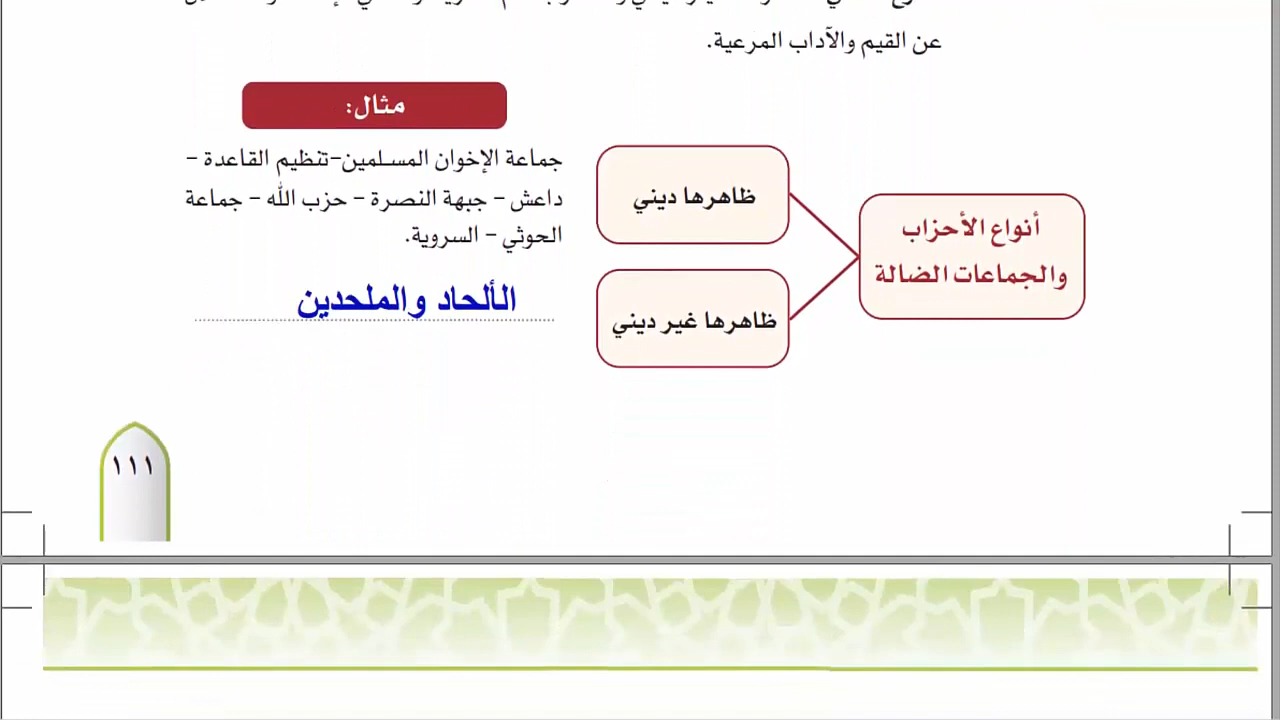 عن القيم والآداب المرعية.
أنواع الأحزاب
والجماعات الضالة
ظاهرها ديني
ظاهرها غير ديني
مثال:
جماعة الإخوان المسلمين-تنظيم القاعدة -
داعش - جبهة النصرة - حزب الله - جماعة
الحوثي - السروية.
الألحاد والملحدين
١١١